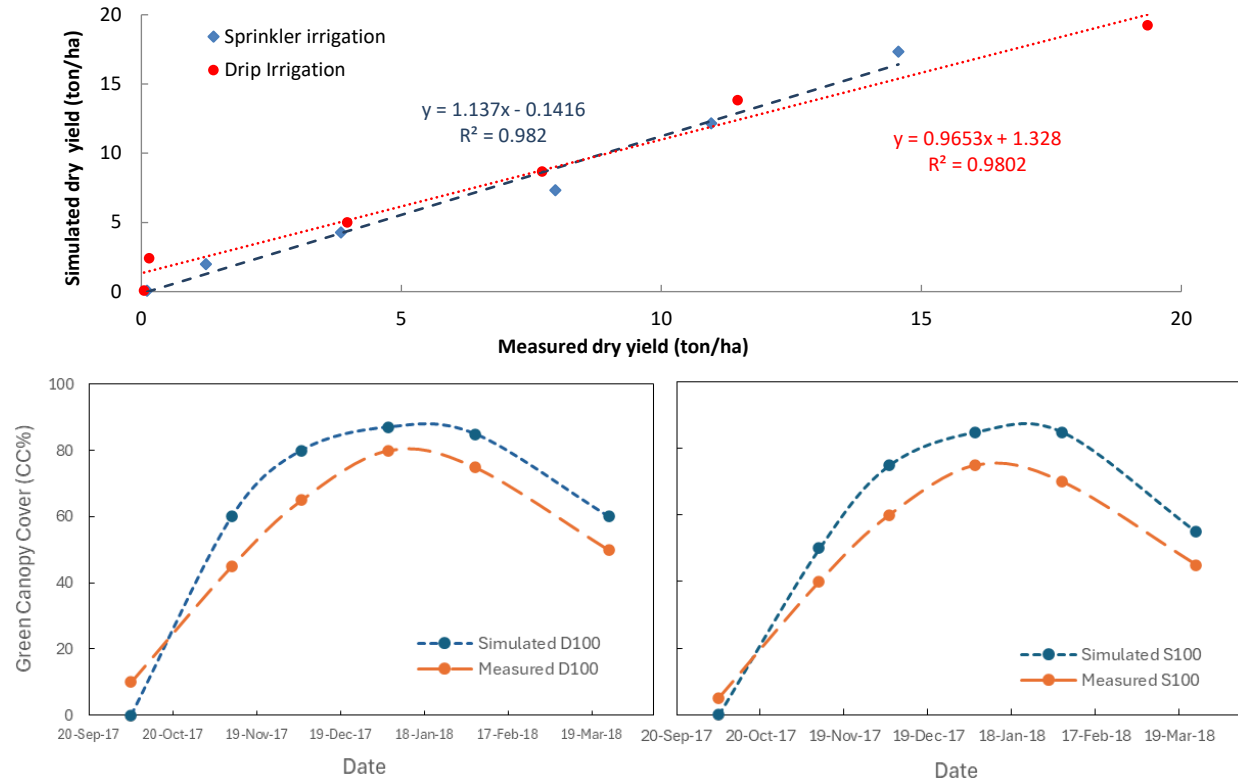 Simulated dry yield (ton/ha)
20
15
10
5
0
Sprinkler irrigation
Drip Irrigation
y = 1.137x - 0.1416
R² = 0.982
y = 0.9653x + 1.328
R² = 0.9802
0 5 10 15 20
Measured dry yield (ton/ha)
Green Canopy Cover (CC%)
100
80
60
40
20
0
Simulated D100
Measured D100
20-Sep-17 20-Oct-17 19-Nov-17 19-Dec-17 18-Jan-18 17-Feb-18 19-Mar-18
Date
Simulated S100
Measured S100
20-Sep-17 20-Oct-17 19-Nov-17 19-Dec-17 18-Jan-18 17-Feb-18 19-Mar-18
Date